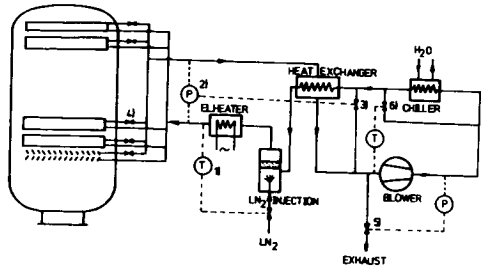 H₂O
HEAT EXCHANGER
P
2)
4)
3)
6)
CHILLER
ELHEATER
T
T
1)
BLOWER
P
LN₂ INJECTION
5)
LN₂
EXHAUST